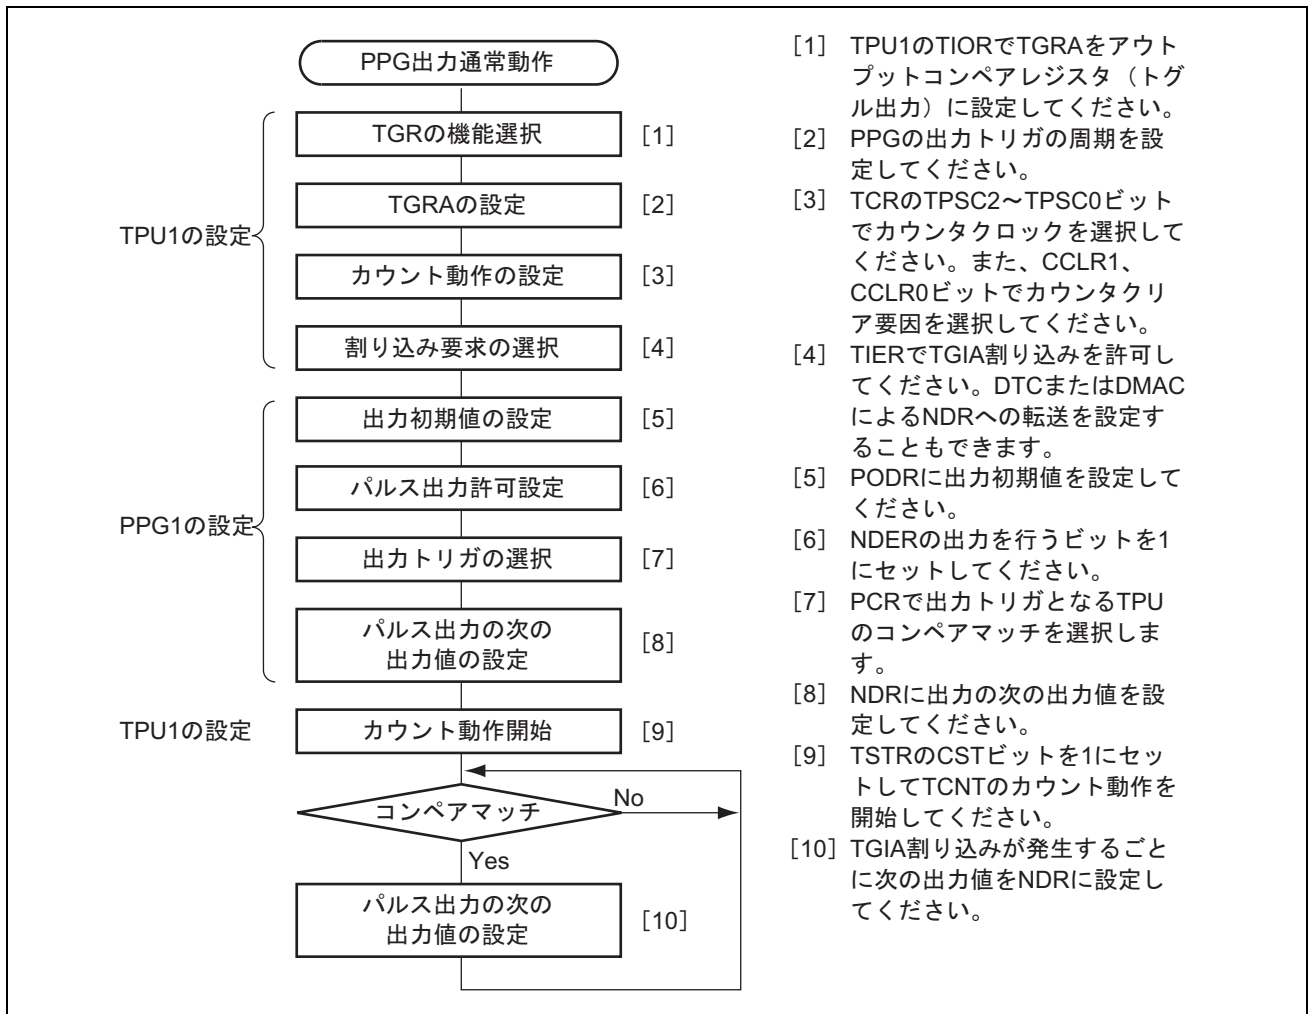 PPG出力通常動作
TPU1の設定
TGRの機能選択
[1]
TGRAの設定
[2]
カウント動作の設定
[3]
割り込み要求の選択
[4]
PPG1の設定
出力初期値の設定
[5]
パルス出力許可設定
[6]
出力トリガの選択
[7]
パルス出力の次の
出力値の設定
[8]
TPU1の設定
カウント動作開始
[9]
コンペアマッチ
No
Yes
パルス出力の次の
出力値の設定
[10]
[1] TPU1のTIORでTGRAをアウト
プットコンペアレジスタ（トグ
ル出力）に設定してください。
[2] PPGの出力トリガの周期を設
定してください。
[3] TCRのTPSC2～TPSC0ビット
でカウンタクロックを選択して
ください。また、CCLR1、
CCLR0ビットでカウンタクリ
ア要因を選択してください。
[4] TIERでTGIA割り込みを許可し
てください。DTCまたはDMAC
によるNDRへの転送を設定す
ることもできます。
[5] PODRに出力初期値を設定して
ください。
[6] NDERの出力を行うビットを1
にセットしてください。
[7] PCRで出力トリガとなるTPU
のコンペアマッチを選択しま
す。
[8] NDRに出力の次の出力値を設
定してください。
[9] TSTRのCSTビットを1にセッ
トしてTCNTのカウント動作を
開始してください。
[10] TGIA割り込みが発生するごと
に次の出力値をNDRに設定し
てください。